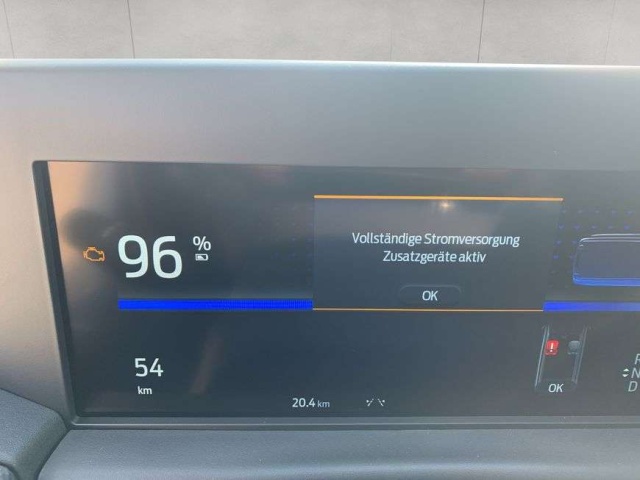 96 %
Vollständige Stromversorgung
Zusatzgeräte aktiv
OK
54
km
20.4 km
!
OK
R
N
D